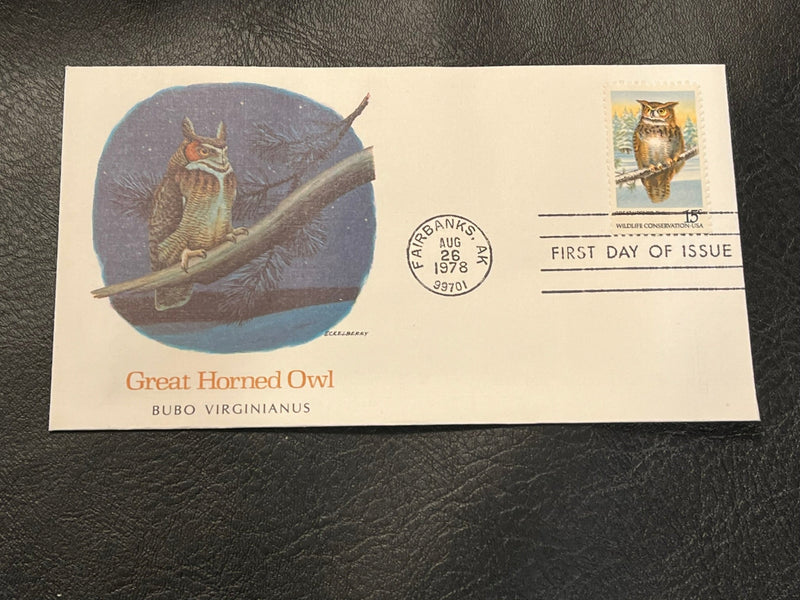 15c
WILDLIFE CONSERVATION·USA
FAIRBANKS, AK
AUG
26
1978
99701
FIRST DAY OF ISSUE
ECKELBERRY
Great Horned Owl
BUBO VIRGINIANUS